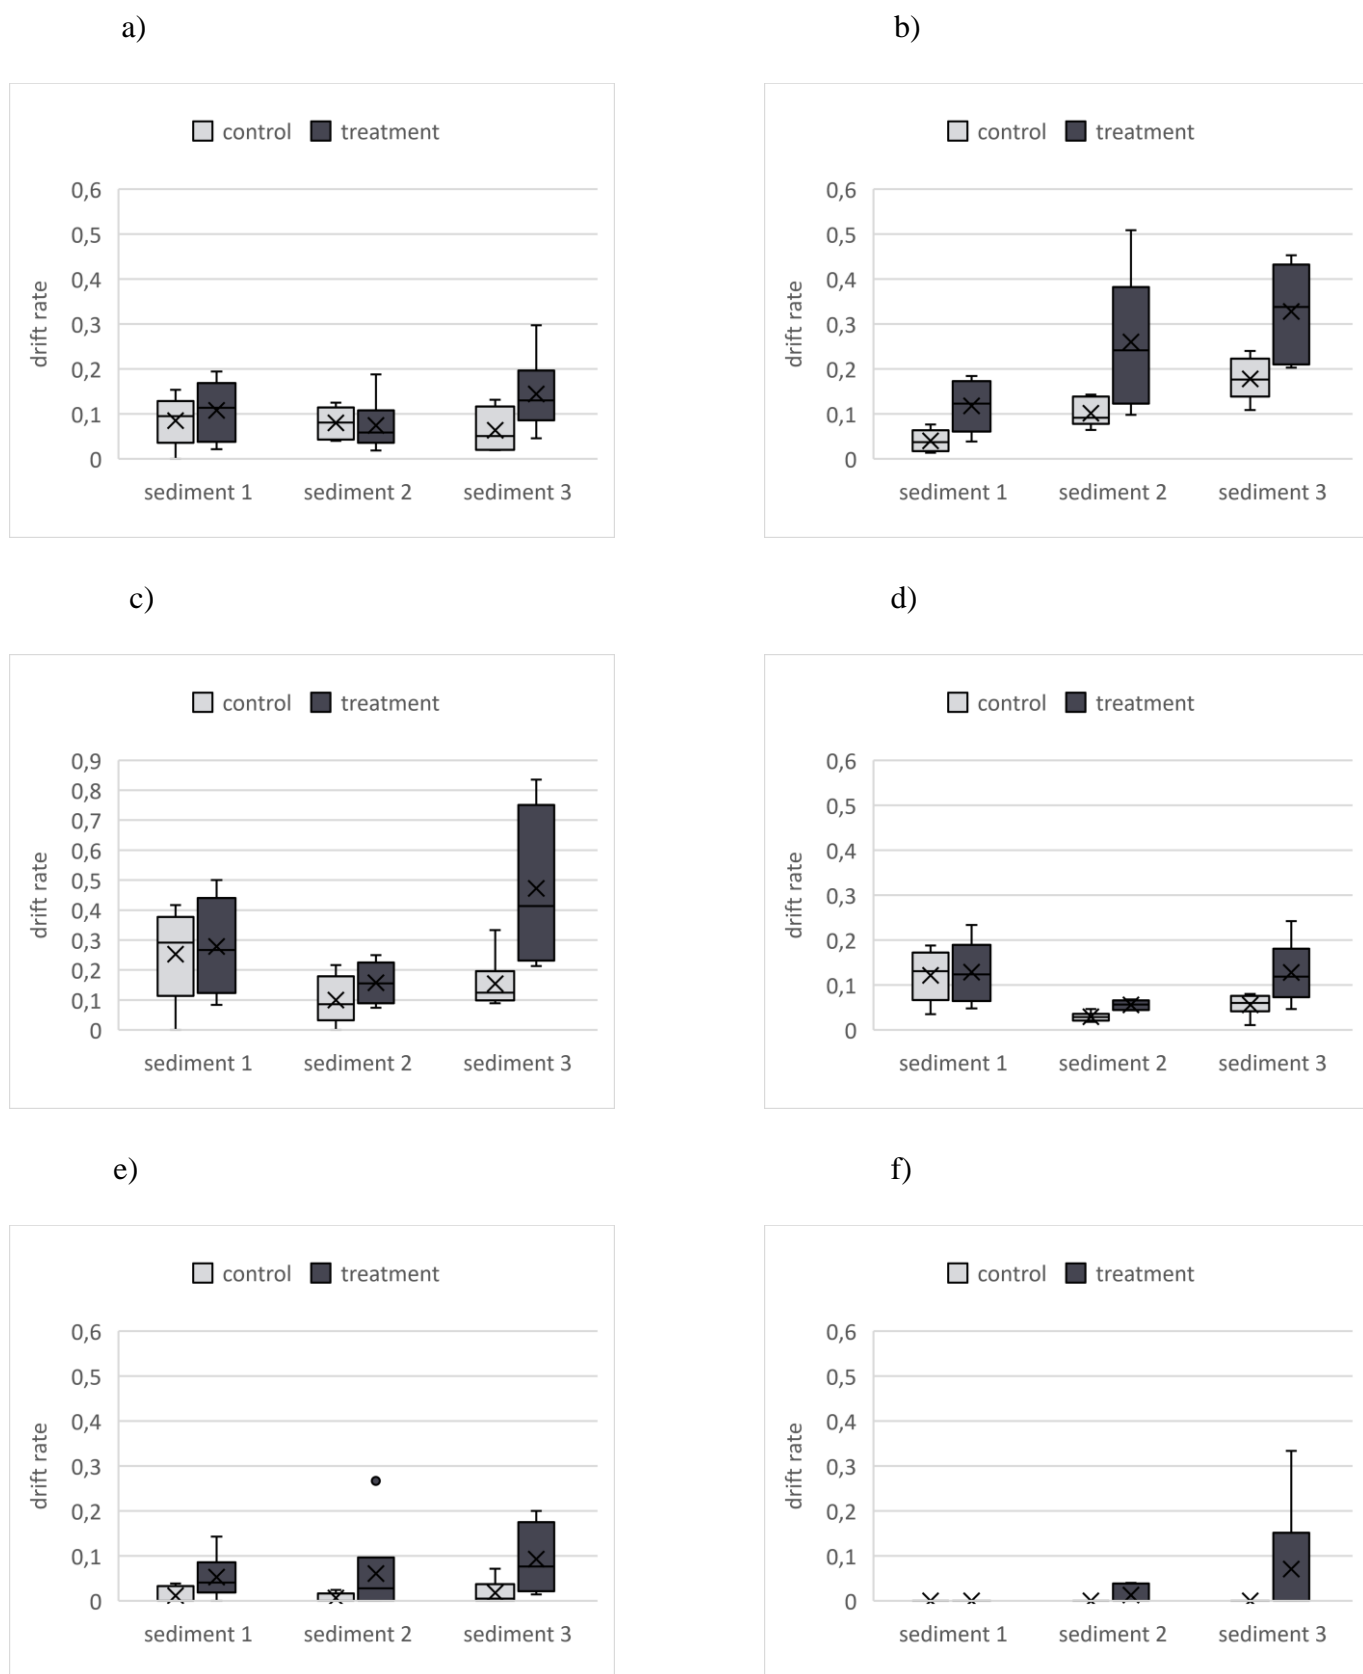 a)
b)
control treatment
0,6
0,5
0,4
0,3
0,2
0,1
0
drift rate
sediment 1 sediment 2 sediment 3
control treatment
0,6
0,5
0,4
0,3
0,2
0,1
0
drift rate
sediment 1 sediment 2 sediment 3
c)
d)
control treatment
0,9
0,8
0,7
0,6
0,5
0,4
0,3
0,2
0,1
0
drift rate
sediment 1 sediment 2 sediment 3
control treatment
0,6
0,5
0,4
0,3
0,2
0,1
0
drift rate
sediment 1 sediment 2 sediment 3
e)
f)
control treatment
0,6
0,5
0,4
0,3
0,2
0,1
0
drift rate
sediment 1 sediment 2 sediment 3
control treatment
0,6
0,5
0,4
0,3
0,2
0,1
0
drift rate
sediment 1 sediment 2 sediment 3